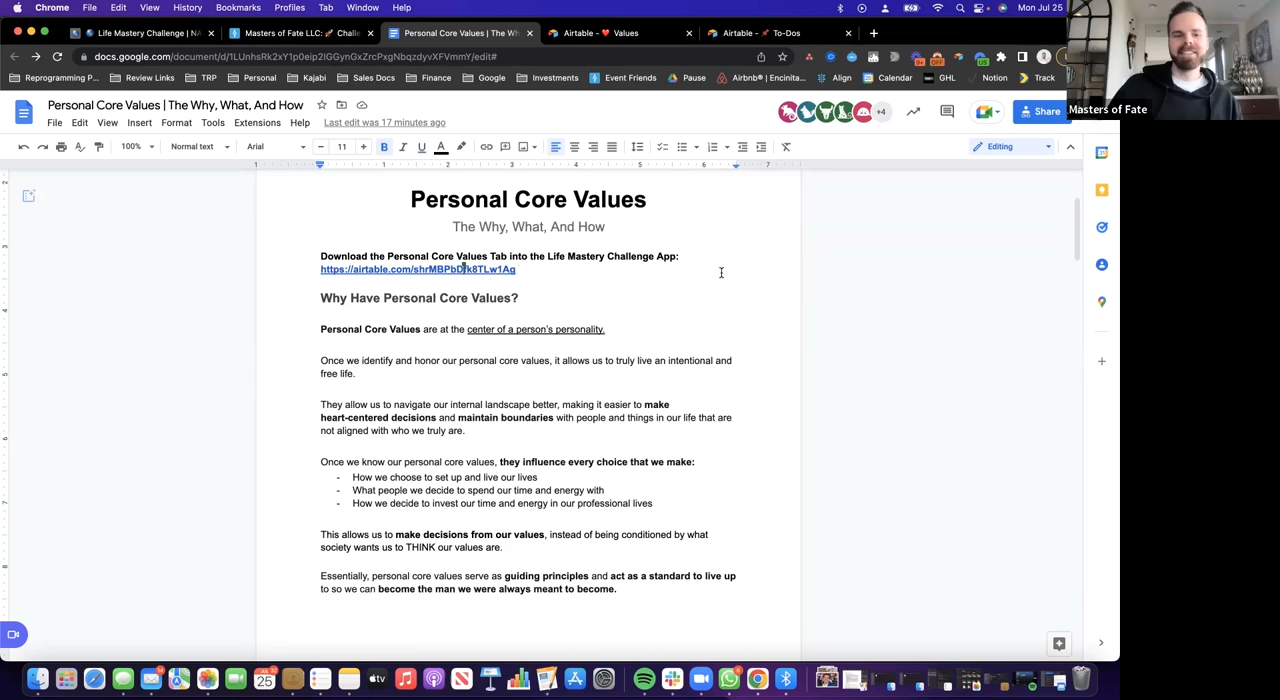 Chrome File Edit View History Bookmarks Profiles Tab Window Help Mon Jul 25
Life Mastery Challenge | NA Masters of Fate LLC: 🚀 Challe Personal Core Values | The Wh Airtable - ❤️ Values Airtable - 🚀 To-Dos
docs.google.com/document/d/1LUnhsRk2xY1p0eip2lGGynGxZrcPxgNbqzdyvXFVmmY/edit#
Reprogramming P... Review Links TRP Personal Kajabi Sales Docs Finance Google Investments Event Friends Pause Airbnb® | Encinita... Align Calendar GHL Notion Track
Masters of Fate
Personal Core Values | The Why, What, And How
+4
Share
File Edit View Insert Format Tools Extensions Help Last edit was 17 minutes ago
100% Normal text Arial 11 B I U A Editing
Personal Core Values
The Why, What, And How
Download the Personal Core Values Tab into the Life Mastery Challenge App:
Why Have Personal Core Values?
Personal Core Values are at the center of a person's personality.
Once we identify and honor our personal core values, it allows us to truly live an intentional and
free life.
They allow us to navigate our internal landscape better, making it easier to make
heart-centered decisions and maintain boundaries with people and things in our life that are
not aligned with who we truly are.
Once we know our personal core values, they influence every choice that we make:
- How we choose to set up and live our lives
- What people we decide to spend our time and energy with
- How we decide to invest our time and energy in our professional lives
This allows us to make decisions from our values, instead of being conditioned by what
society wants us to THINK our values are.
Essentially, personal core values serve as guiding principles and act as a standard to live up
to so we can become the man we were always meant to become.